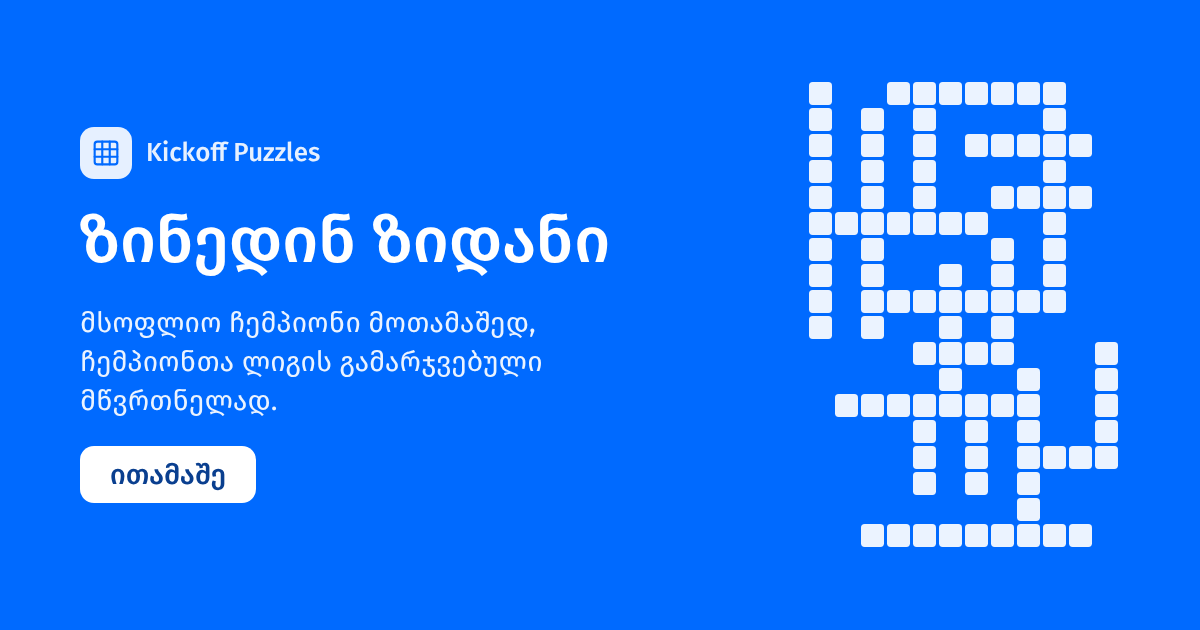 Kickoff Puzzles
ზინედინ ზიდანი
მსოფლიო ჩემპიონი მოთამაშედ,
ჩემპიონთა ლიგის გამარჯვებული
მწვრთნელად.
ითამაშე